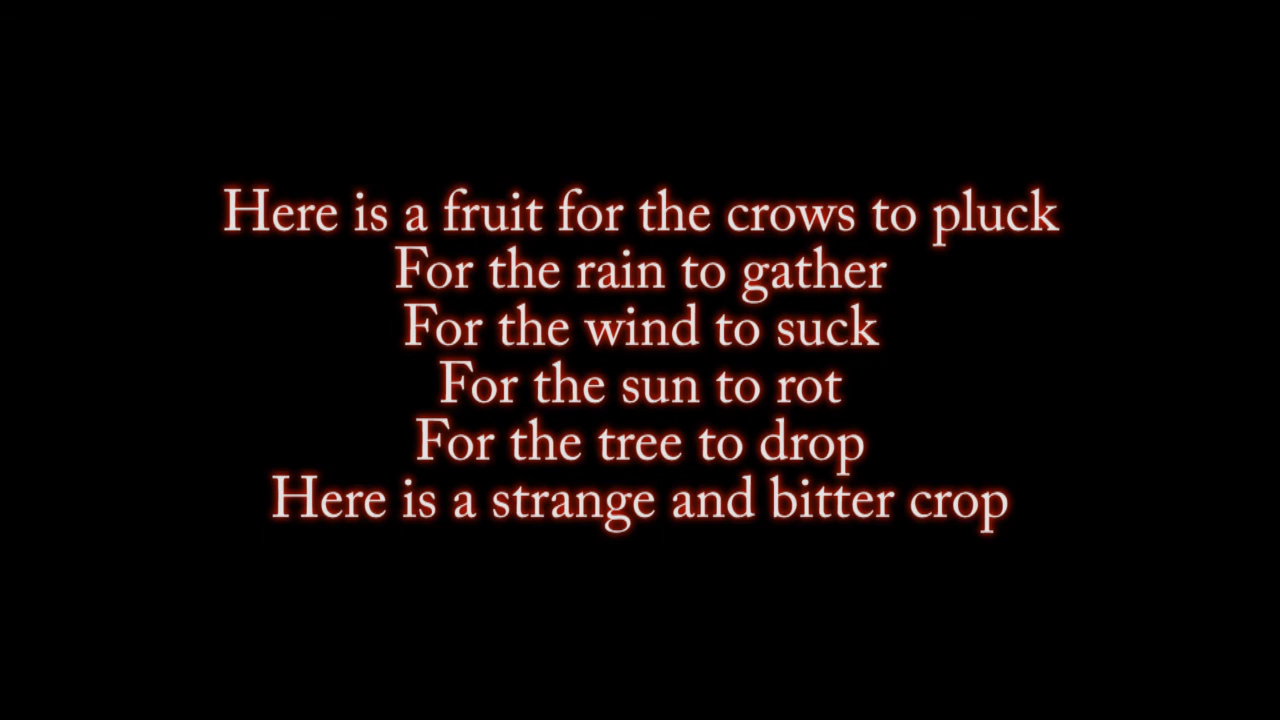 Here is a fruit for the crows to pluck
For the rain to gather
For the wind to suck
For the sun to rot
For the tree to drop
Here is a strange and bitter crop